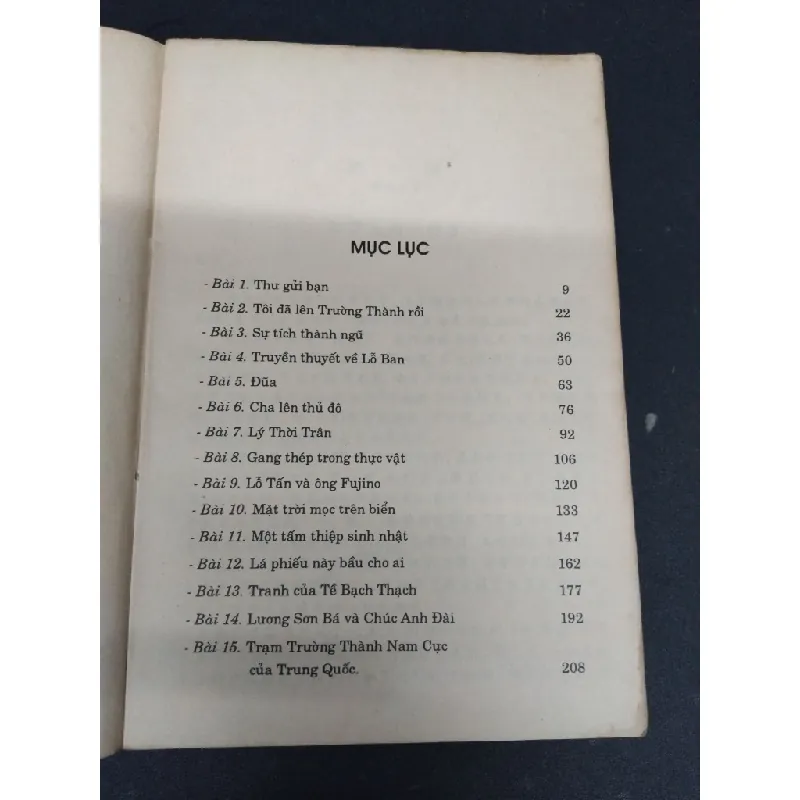 MỤC LỤC
- Bài 1. Thư gửi bạn 9
- Bài 2. Tôi đã lên Trường Thành rồi 22
- Bài 3. Sự tích thành ngũ 36
- Bài 4. Truyền thuyết về Lỗ Ban 50
- Bài 5. Đũa 63
- Bài 6. Cha lên thủ đô 76
- Bài 7. Lý Thời Trân 92
- Bài 8. Gang thép trong thực vật 106
- Bài 9. Lỗ Tấn và ông Fujino 120
- Bài 10. Mặt trời mọc trên biển 133
- Bài 11. Một tấm thiệp sinh nhật 147
- Bài 12. Lá phiếu này bầu cho ai 162
- Bài 13. Tranh của Tề Bạch Thạch 177
- Bài 14. Lương Sơn Bá và Chúc Anh Đài 192
- Bài 15. Trạm Trường Thành Nam Cực
của Trung Quốc. 208